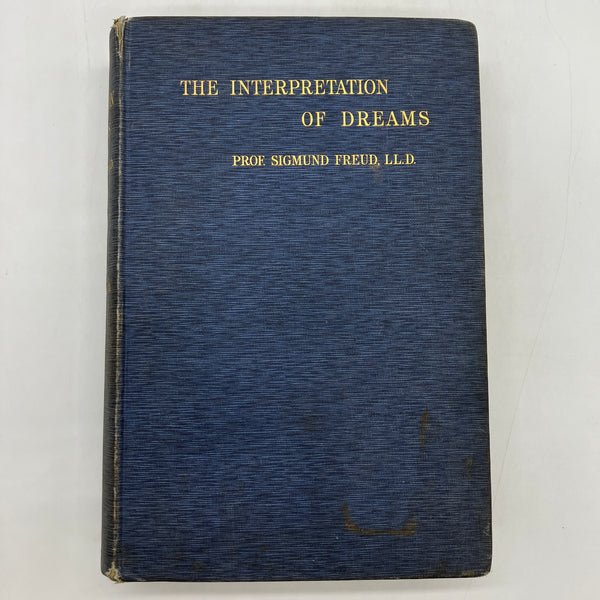 THE INTERPRETATION
OF DREAMS
PROF. SIGMUND FREUD, LL.D.